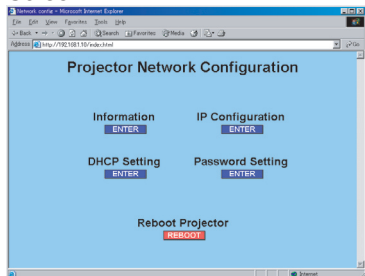 Network config - Microsoft Internet Explorer
File Edit View Favorites Tools Help
Back Search Favorites Media
Address http://192.168.1.10/index.html Go
Projector Network Configuration
Information IP Configuration
ENTER ENTER
DHCP Setting Password Setting
ENTER ENTER
Reboot Projector
REBOOT
Internet